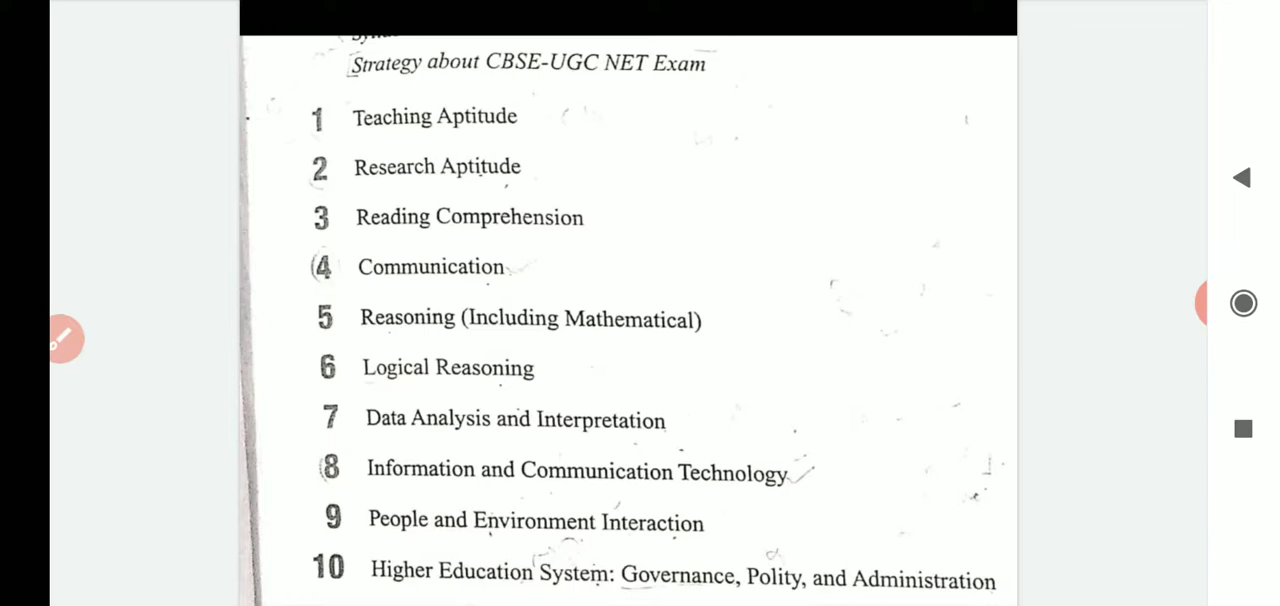 Strategy about CBSE-UGC NET Exam
1 Teaching Aptitude
2 Research Aptitude
3 Reading Comprehension
4 Communication
5 Reasoning (Including Mathematical)
6 Logical Reasoning
7 Data Analysis and Interpretation
8 Information and Communication Technology
9 People and Environment Interaction
10 Higher Education System: Governance, Polity, and Administration